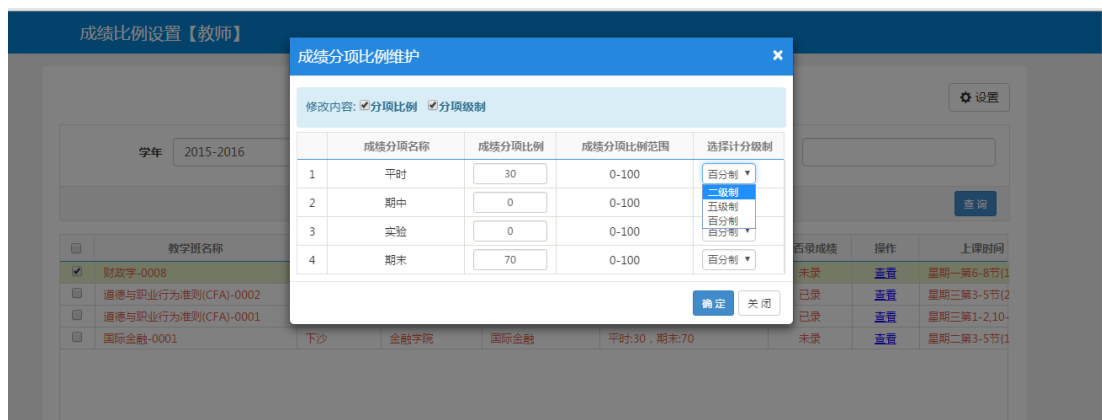 成绩比例设置【教师】
成绩分项比例维护 ×
修改内容: 分项比例 分项级制
设置
学年 2015-2016
成绩分项名称 成绩分项比例 成绩分项比例范围 选择计分级制
1 平时 30 0-100 百分制
二级制
五级制
百分制
2 期中 0 0-100
3 实验 0 0-100 百分制
4 期末 70 0-100 百分制
查询
确定 关闭
教学班名称 否录成绩 操作 上课时间
财政学-0008 未录 查看 星期一第6-8节(1
道德与职业行为准则(CFA)-0002 已录 查看 星期三第3-5节(2
道德与职业行为准则(CFA)-0001 已录 查看 星期三第1-2,10-
国际金融-0001 下沙 金融学院 国际金融 平时:30，期末:70 未录 查看 星期二第3-5节(1